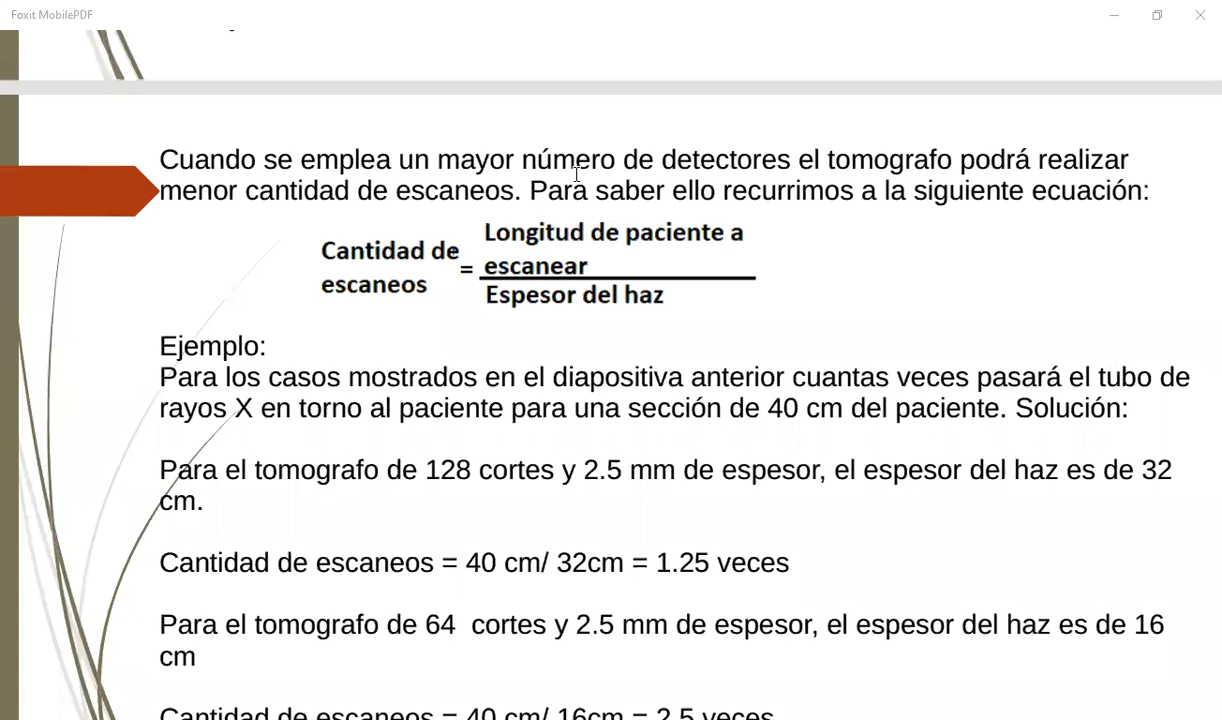 Foxit MobilePDF
Cuando se emplea un mayor número de detectores el tomografo podrá realizar
menor cantidad de escaneos. Para saber ello recurrimos a la siguiente ecuación:
Cantidad de escaneos = Longitud de paciente a escanear
Espesor del haz
Ejemplo:
Para los casos mostrados en el diapositiva anterior cuantas veces pasará el tubo de
rayos X en torno al paciente para una sección de 40 cm del paciente. Solución:
Para el tomografo de 128 cortes y 2.5 mm de espesor, el espesor del haz es de 32
cm.
Cantidad de escaneos = 40 cm/ 32cm = 1.25 veces
Para el tomografo de 64 cortes y 2.5 mm de espesor, el espesor del haz es de 16
cm
Cantidad de escaneos = 40 cm/ 16cm = 2.5 veces